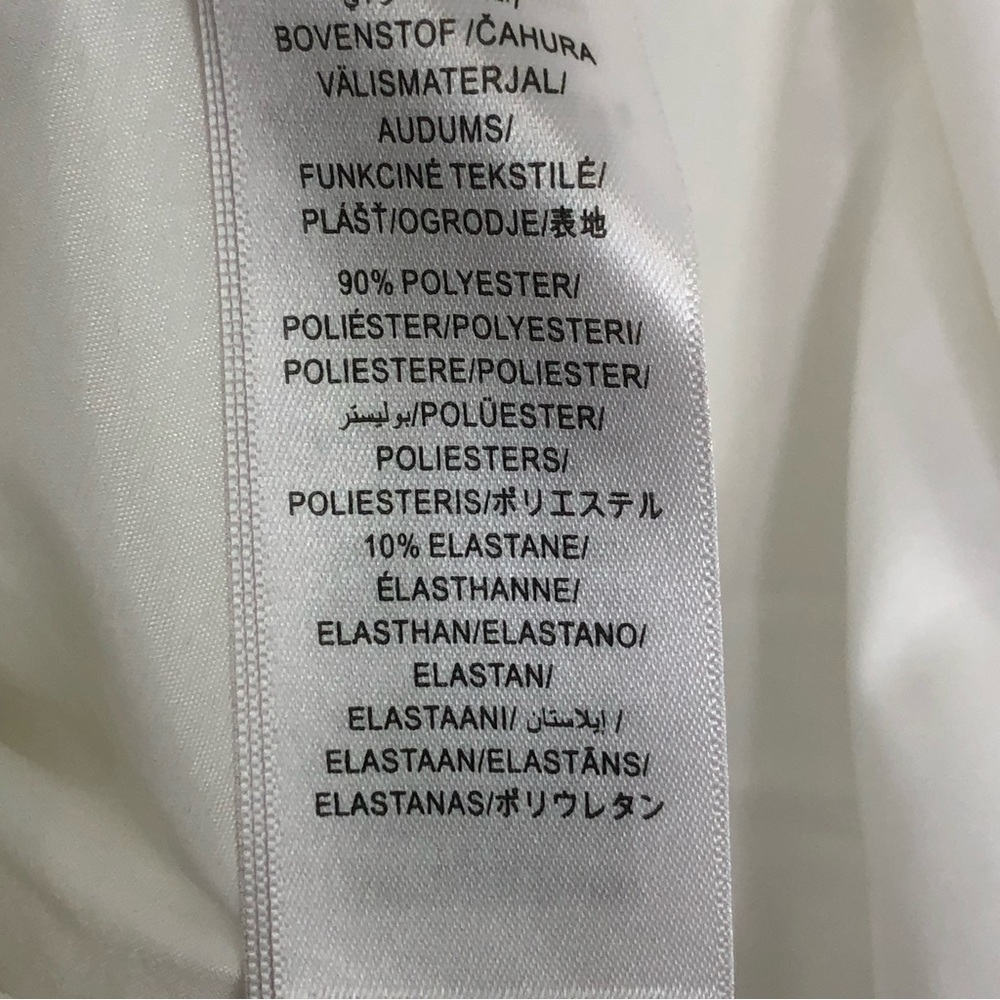 BOVENSTOF /ČAHURA
VÄLISMATERJAL/
AUDUMS/
FUNKCINĖ TEKSTILĖ/
PLÁŠŤ/OGRODJE/表地
90% POLYESTER/
POLIÉSTER/POLYESTERI/
POLIESTERE/POLIESTER/
بوليستر/POLÜESTER/
POLIESTERS/
POLIESTERIS/ポリエステル
10% ELASTANE/
ÉLASTHANNE/
ELASTHAN/ELASTANO/
ELASTAN/
ELASTAANI/ إيلاستان /
ELASTAAN/ELASTĀNS/
ELASTANAS/ポリウレタン